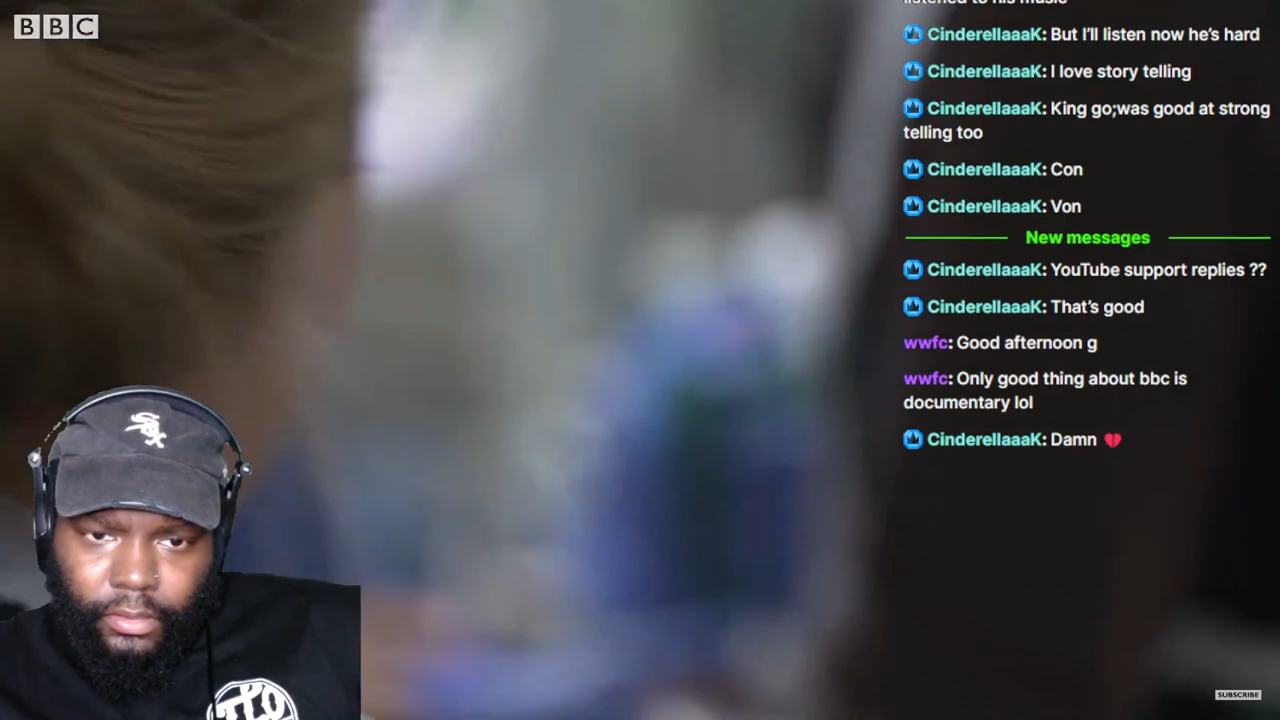 BBC
CinderellaaaK: But I'll listen now he's hard
CinderellaaaK: I love story telling
CinderellaaaK: King go;was good at strong
telling too
CinderellaaaK: Con
CinderellaaaK: Von
New messages
CinderellaaaK: YouTube support replies ??
CinderellaaaK: That's good
wwfc: Good afternoon g
wwfc: Only good thing about bbc is
documentary lol
CinderellaaaK: Damn 💔
Sox
TLO
SUBSCRIBE